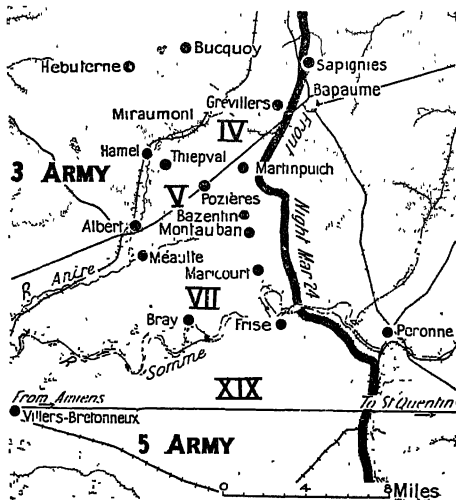 Bucquoy
Hebuterne
Sapignies
Bapaume
Grévillers
Miraumont
IV
Front
Hamel
Thiepval
3 ARMY
Martinpuich
V
Pozières
Bazentin
Albert
Montauban
Night Mar 24
Méaulte
R. Ancre
Maricourt
VII
Bray
Frise
Peronne
Somme
XIX
From Amiens
To St Quentin
Villers-Bretonneux
5 ARMY
0 4 8 Miles